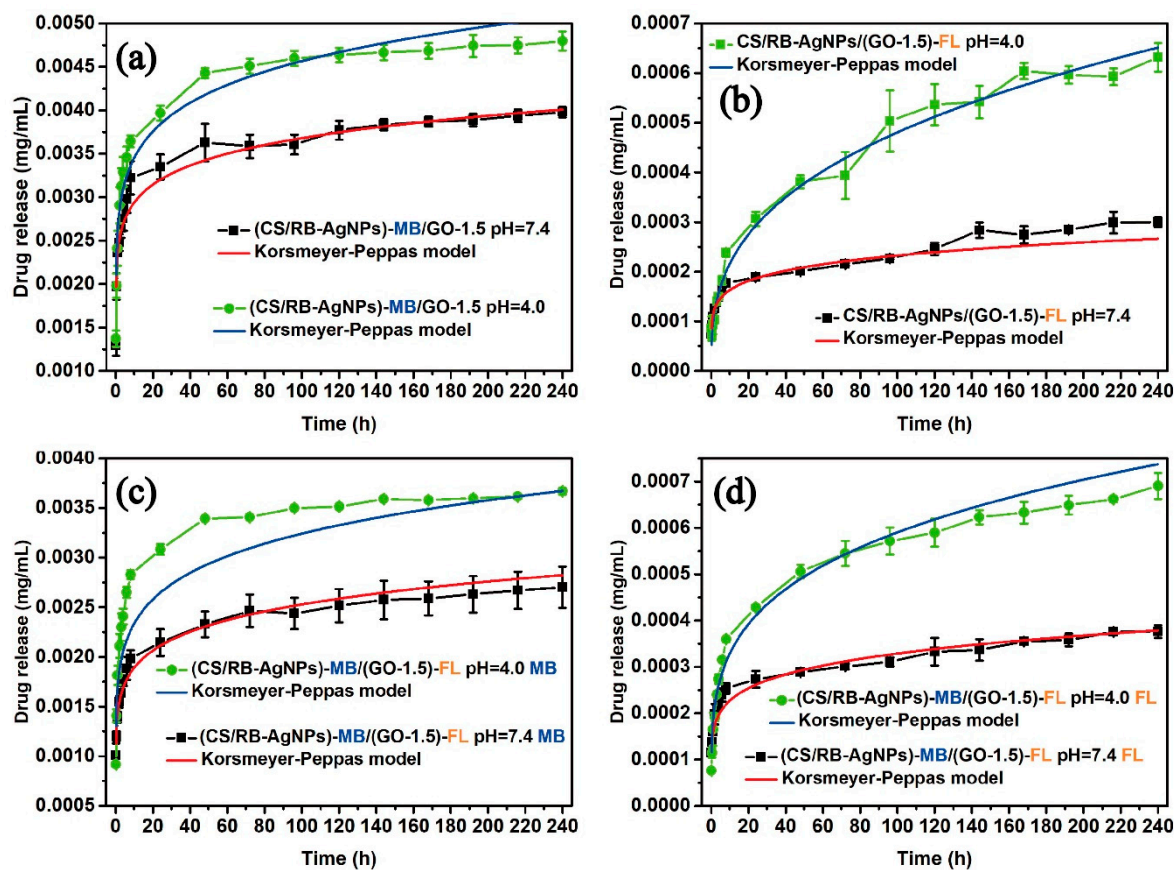 (a)
Drug release (mg/mL)
0.0050
0.0045
0.0040
0.0035
0.0030
0.0025
0.0020
0.0015
0.0010
(CS/RB-AgNPs)-MB/GO-1.5 pH=7.4
Korsmeyer-Peppas model
(CS/RB-AgNPs)-MB/GO-1.5 pH=4.0
Korsmeyer-Peppas model
0 20 40 60 80 100 120 140 160 180 200 220 240
Time (h)
(b)
Drug release (mg/mL)
0.0007
0.0006
0.0005
0.0004
0.0003
0.0002
0.0001
0.0000
CS/RB-AgNPs/(GO-1.5)-FL pH=4.0
Korsmeyer-Peppas model
CS/RB-AgNPs/(GO-1.5)-FL pH=7.4
Korsmeyer-Peppas model
0 20 40 60 80 100 120 140 160 180 200 220 240
Time (h)
(c)
Drug release (mg/mL)
0.0040
0.0035
0.0030
0.0025
0.0020
0.0015
0.0010
0.0005
(CS/RB-AgNPs)-MB/(GO-1.5)-FL pH=4.0 MB
Korsmeyer-Peppas model
(CS/RB-AgNPs)-MB/(GO-1.5)-FL pH=7.4 MB
Korsmeyer-Peppas model
0 20 40 60 80 100 120 140 160 180 200 220 240
Time (h)
(d)
Drug release (mg/mL)
0.0007
0.0006
0.0005
0.0004
0.0003
0.0002
0.0001
0.0000
(CS/RB-AgNPs)-MB/(GO-1.5)-FL pH=4.0 FL
Korsmeyer-Peppas model
(CS/RB-AgNPs)-MB/(GO-1.5)-FL pH=7.4 FL
Korsmeyer-Peppas model
0 20 40 60 80 100 120 140 160 180 200 220 240
Time (h)